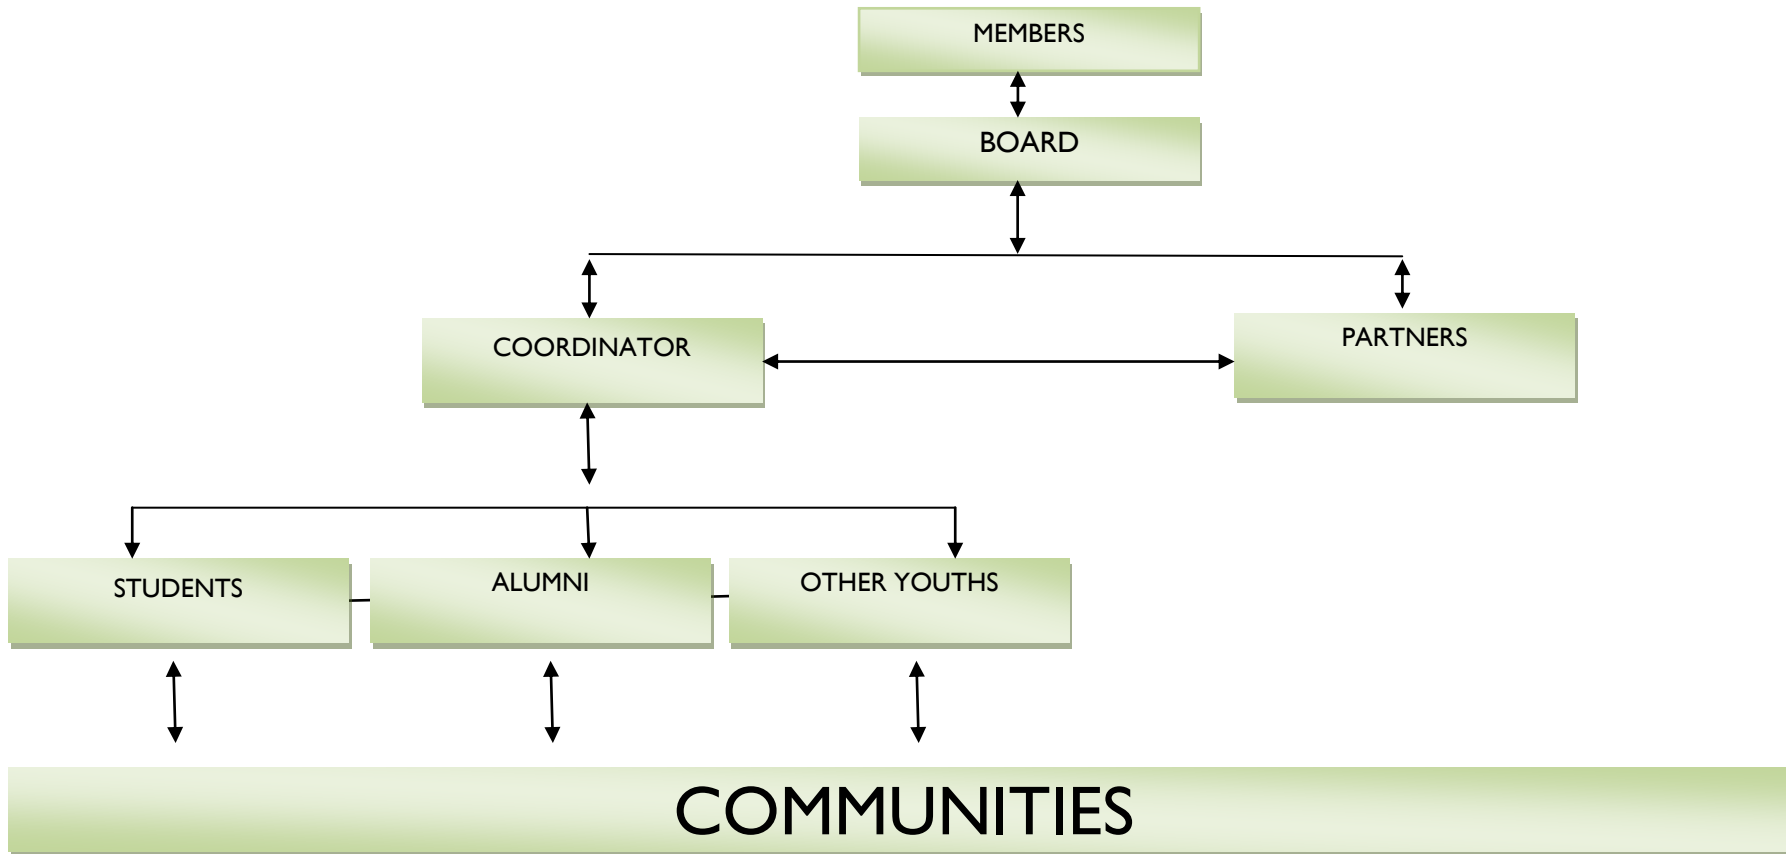 MEMBERS
BOARD
COORDINATOR
PARTNERS
STUDENTS
ALUMNI
OTHER YOUTHS
COMMUNITIES